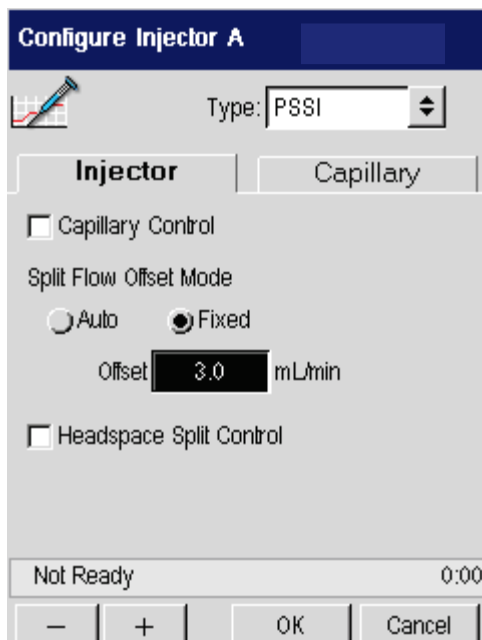 Configure Injector A
Type: PSSI
Injector Capillary
Capillary Control
Split Flow Offset Mode
Auto Fixed
Offset 3.0 mL/min
Headspace Split Control
Not Ready 0:00
− + OK Cancel